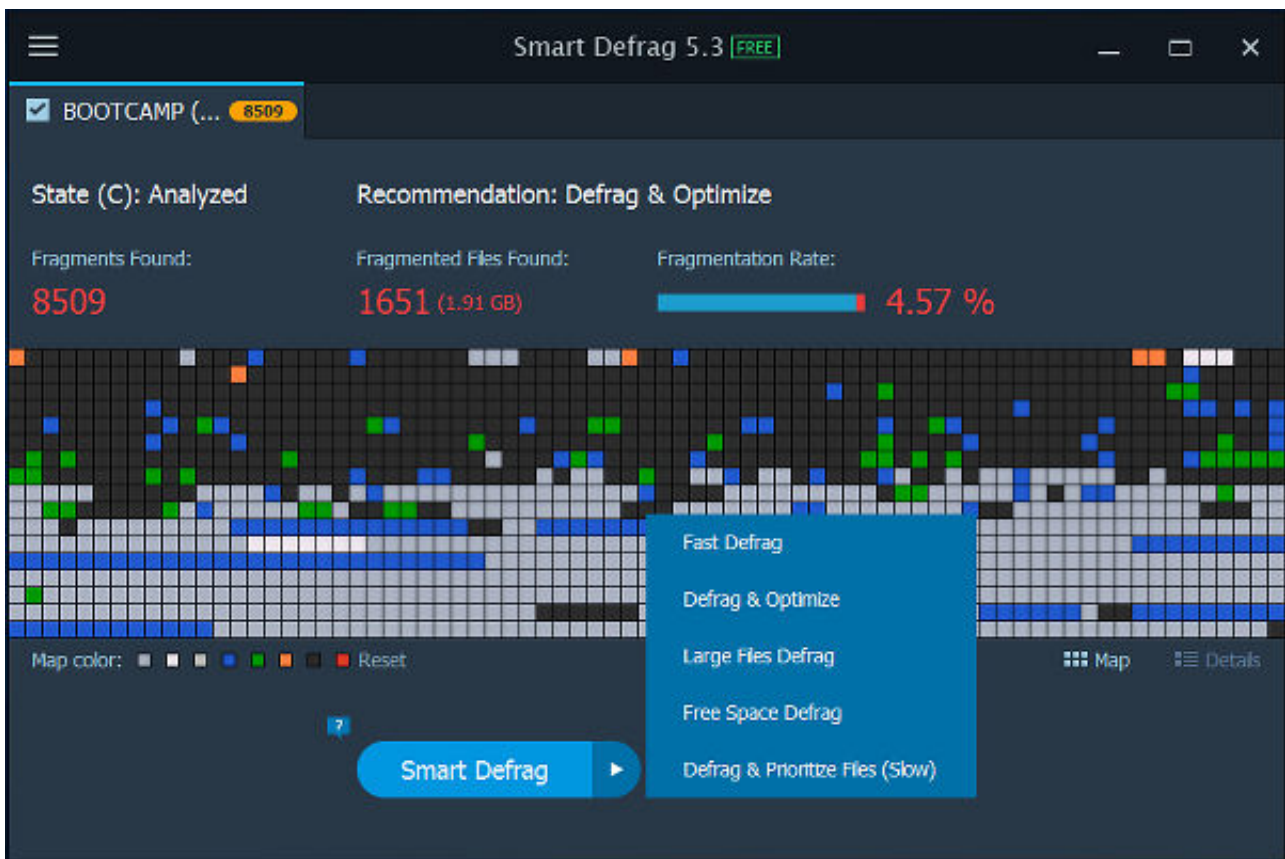 Smart Defrag 5.3 FREE
BOOTCAMP (... 8509
State (C): Analyzed
Recommendation: Defrag & Optimize
Fragments Found:
8509
Fragmented Files Found:
1651 (1.91 GB)
Fragmentation Rate:
4.57 %
Map color:
Reset
Map
Details
?
Smart Defrag
Fast Defrag
Defrag & Optimize
Large Files Defrag
Free Space Defrag
Defrag & Prioritize Files (Slow)